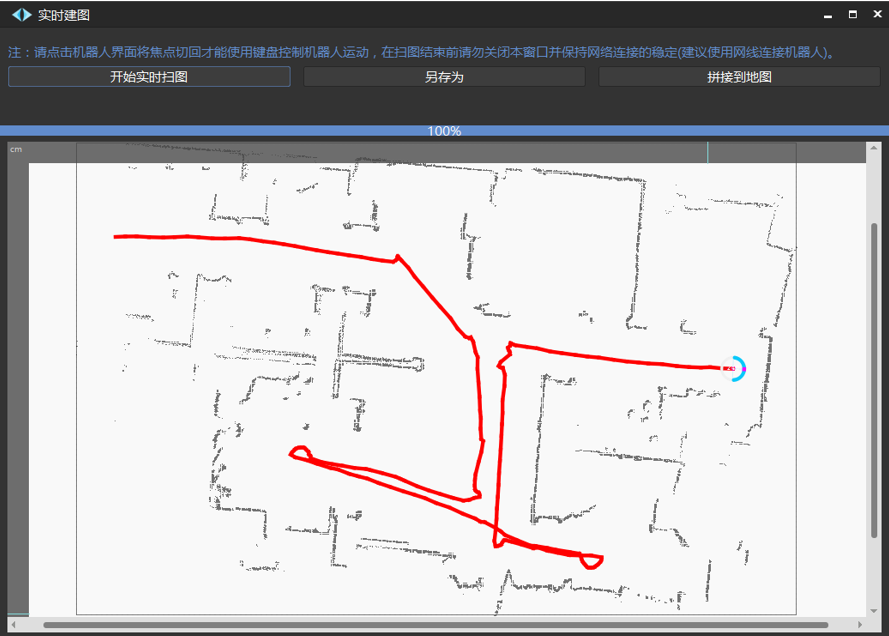 实时建图
注：请点击机器人界面将焦点切回才能使用键盘控制机器人运动，在扫图结束前请勿关闭本窗口并保持网络连接的稳定(建议使用网线连接机器人)。
开始实时扫图
另存为
拼接到地图
100%
cm